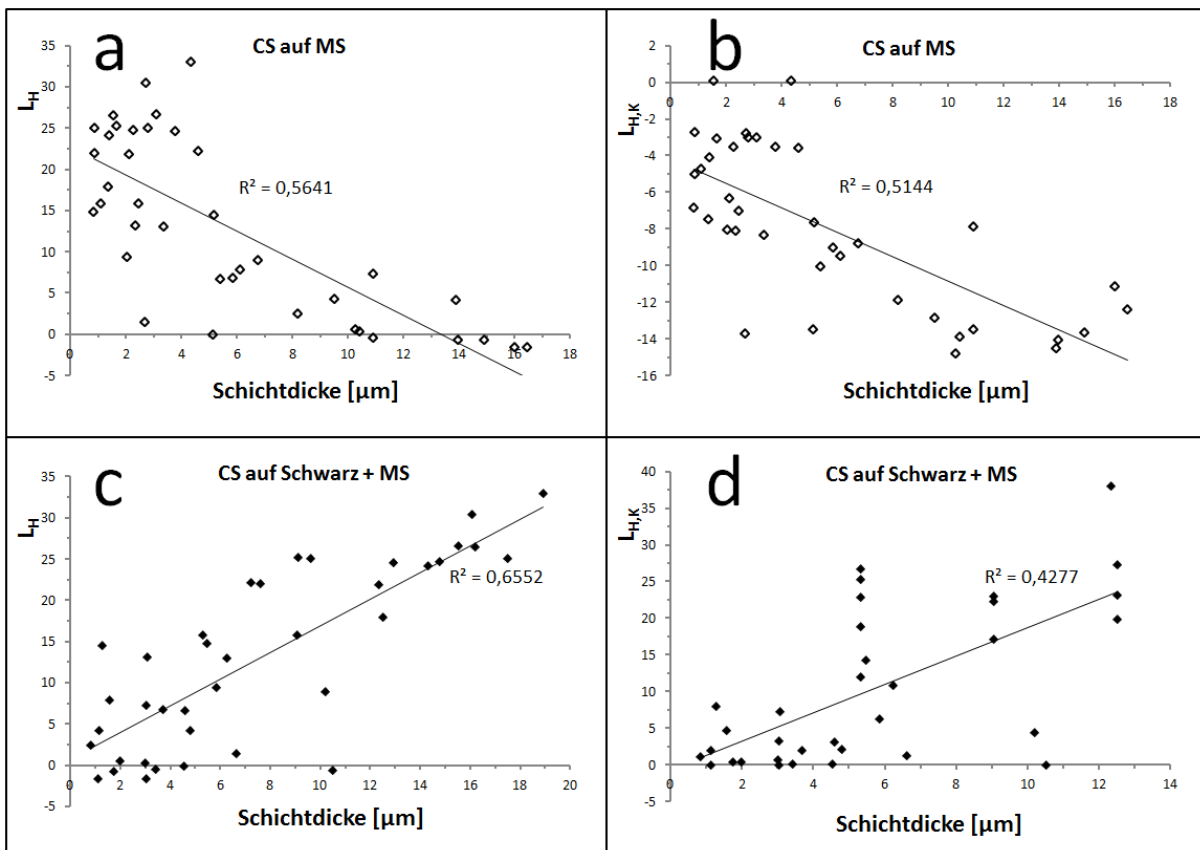 a
CS auf MS
L_H
35
30
25
20
15
10
5
0
-5
0 2 4 6 8 10 12 14 16 18
R² = 0,5641
Schichtdicke [µm]
b
CS auf MS
L_H,K
2
0
-2
-4
-6
-8
-10
-12
-14
-16
0 2 4 6 8 10 12 14 16 18
R² = 0,5144
Schichtdicke [µm]
c
CS auf Schwarz + MS
L_H
35
30
25
20
15
10
5
0
-5
0 2 4 6 8 10 12 14 16 18 20
R² = 0,6552
Schichtdicke [µm]
d
CS auf Schwarz + MS
L_H,K
40
35
30
25
20
15
10
5
0
-5
0 2 4 6 8 10 12 14
R² = 0,4277
Schichtdicke [µm]